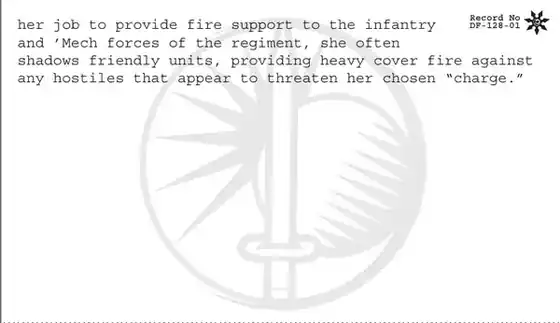 her job to provide fire support to the infantry
and ’Mech forces of the regiment, she often
shadows friendly units, providing heavy cover fire against
any hostiles that appear to threaten her chosen “charge.”
Record No
DF-128-01